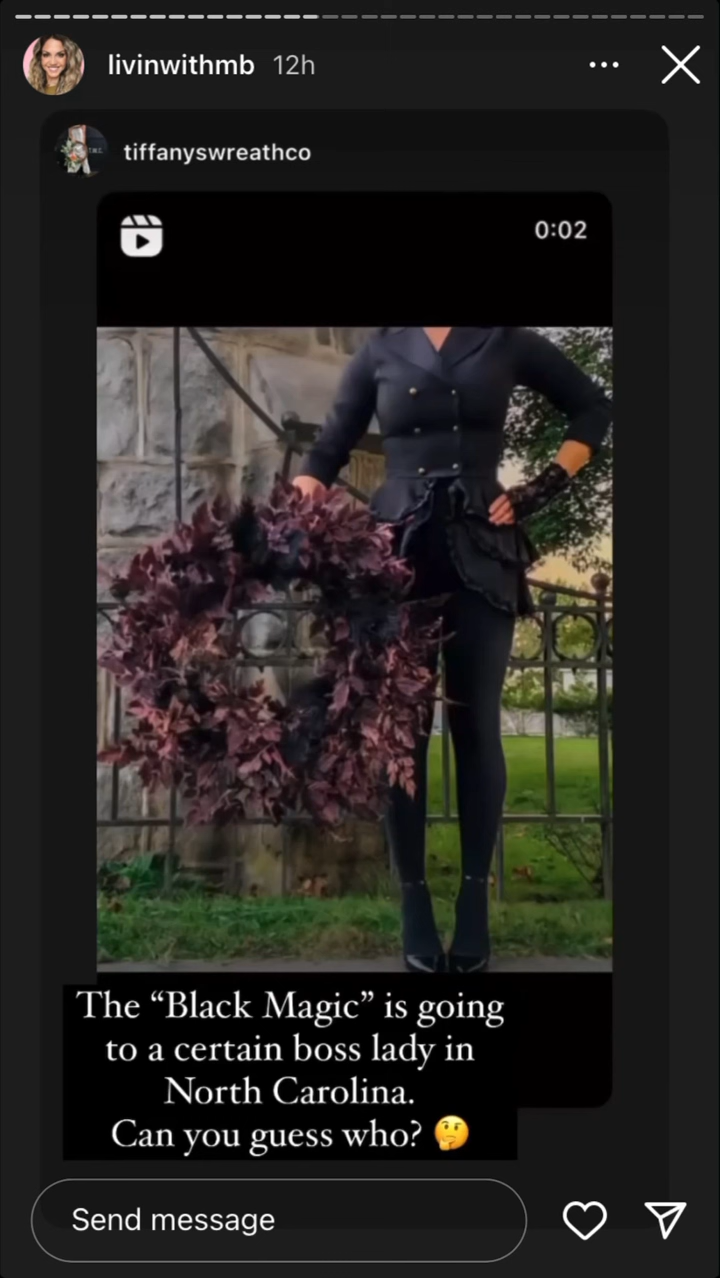 livinwithmb 12h
tiffanyswreathco
0:02
The “Black Magic” is going
to a certain boss lady in
North Carolina.
Can you guess who? 🤔
Send message